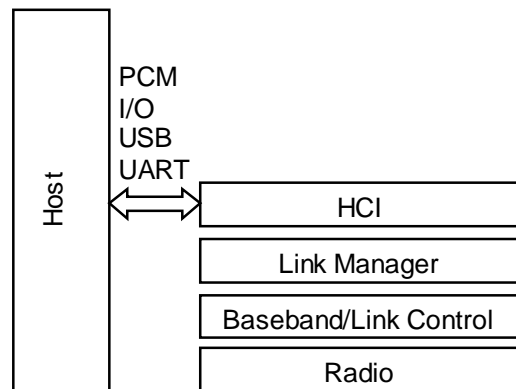 PCM
I/O
USB
UART
Host
HCI
Link Manager
Baseband/Link Control
Radio